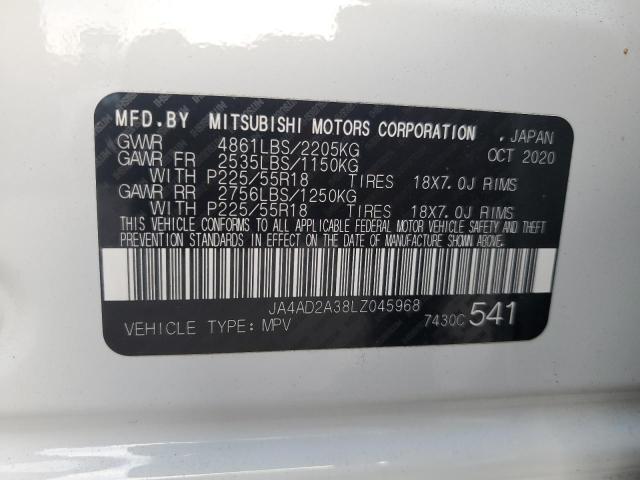 MFD.BY MITSUBISHI MOTORS CORPORATION . JAPAN
GVWR 4861LBS/2205KG OCT 2020
GAWR FR 2535LBS/1150KG
WITH P225/55R18 TIRES 18X7.0J RIMS
GAWR RR 2756LBS/1250KG
WITH P225/55R18 TIRES 18X7.0J RIMS
THIS VEHICLE CONFORMS TO ALL APPLICABLE FEDERAL MOTOR VEHICLE SAFETY AND THEFT
PREVENTION STANDARDS IN EFFECT ON THE DATE OF MANUFACTURE SHOWN ABOVE.
JA4AD2A38LZ045968
VEHICLE TYPE: MPV 7430C 541